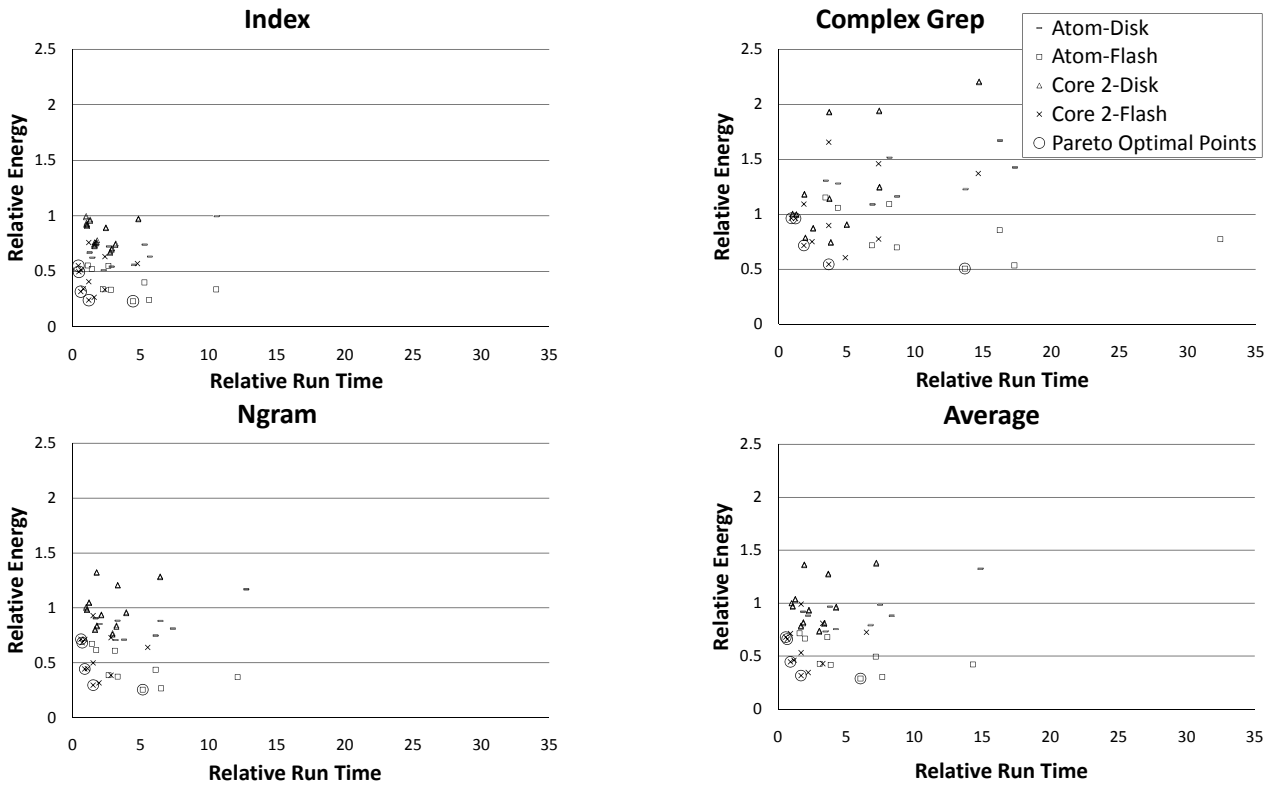 Index
2.5
2
1.5
1
0.5
0
0 5 10 15 20 25 30 35
Relative Energy
Relative Run Time
Complex Grep
2.5
2
1.5
1
0.5
0
0 5 10 15 20 25 30 35
Relative Energy
Relative Run Time
Atom-Disk
Atom-Flash
Core 2-Disk
Core 2-Flash
Pareto Optimal Points
Ngram
2.5
2
1.5
1
0.5
0
0 5 10 15 20 25 30 35
Relative Energy
Relative Run Time
Average
2.5
2
1.5
1
0.5
0
0 5 10 15 20 25 30 35
Relative Energy
Relative Run Time